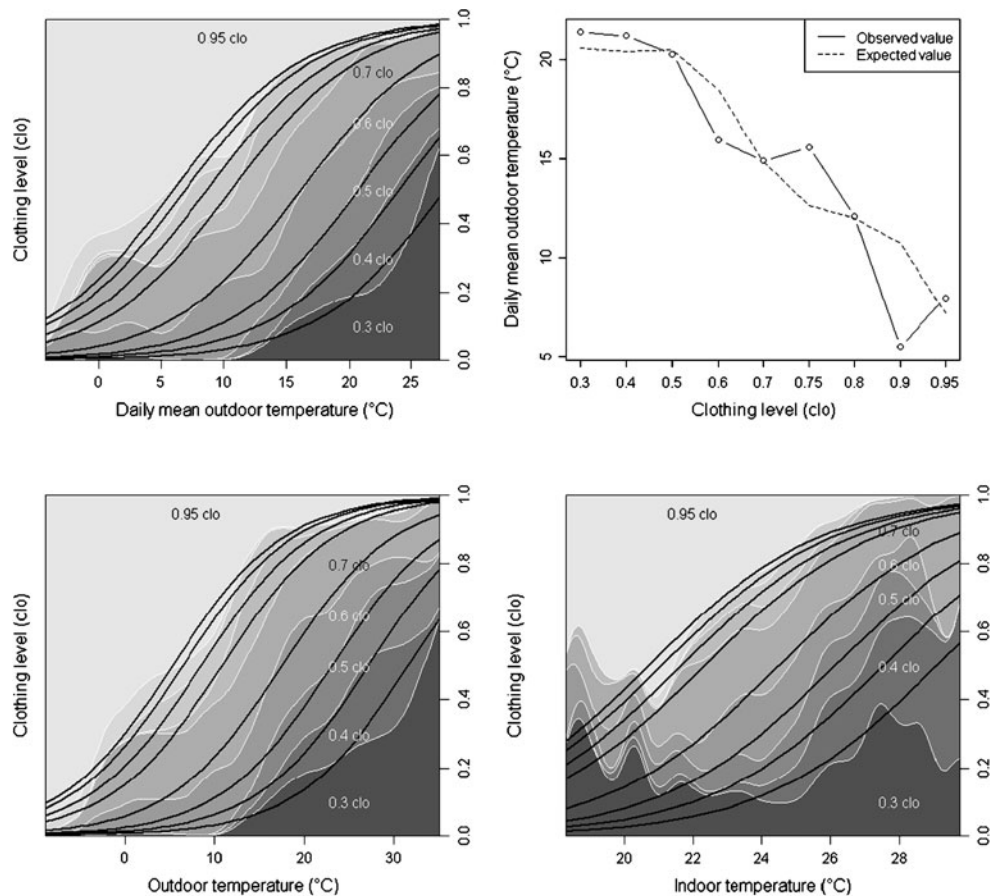 0.95 clo
0.7 clo
0.6 clo
0.5 clo
0.4 clo
0.3 clo
Clothing level (clo)
0.0 0.2 0.4 0.6 0.8 1.0
0 5 10 15 20 25
Daily mean outdoor temperature (°C)
Observed value
Expected value
Daily mean outdoor temperature (°C)
5 10 15 20
0.3 0.4 0.5 0.6 0.7 0.75 0.8 0.9 0.95
Clothing level (clo)
0.95 clo
0.7 clo
0.6 clo
0.5 clo
0.4 clo
0.3 clo
Clothing level (clo)
0.0 0.2 0.4 0.6 0.8 1.0
0 10 20 30
Outdoor temperature (°C)
0.95 clo
0.7 clo
0.6 clo
0.5 clo
0.4 clo
0.3 clo
Clothing level (clo)
0.0 0.2 0.4 0.6 0.8 1.0
20 22 24 26 28
Indoor temperature (°C)